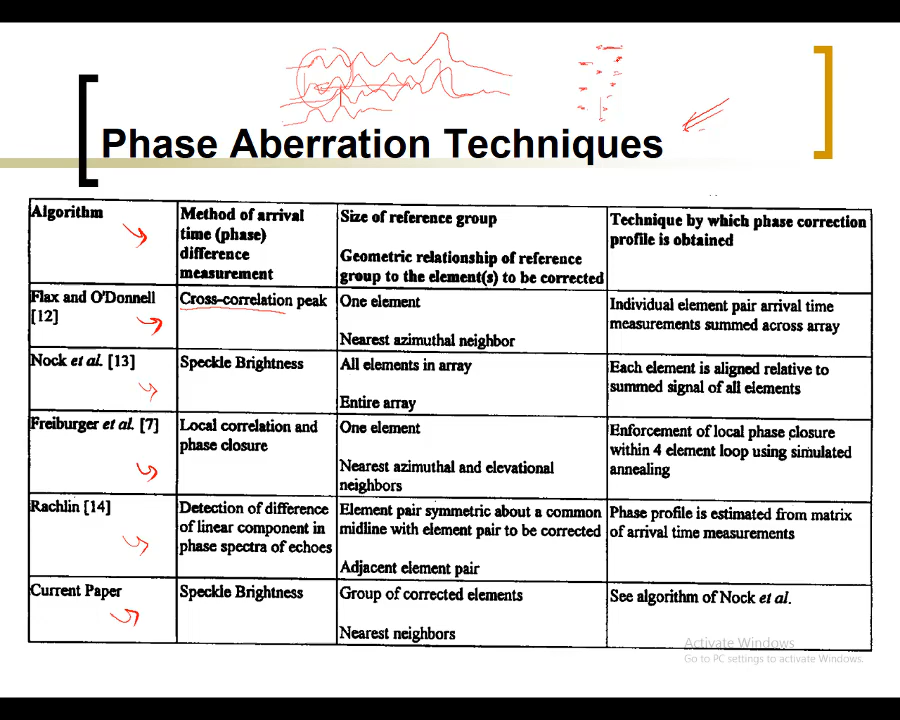 Phase Aberration Techniques
Algorithm
Method of arrival
time (phase)
difference
measurement
Size of reference group
Geometric relationship of reference
group to the element(s) to be corrected
Technique by which phase correction
profile is obtained
Flax and O'Donnell
[12]
Cross-correlation peak
One element
Nearest azimuthal neighbor
Individual element pair arrival time
measurements summed across array
Nock et al. [13]
Speckle Brightness
All elements in array
Entire array
Each element is aligned relative to
summed signal of all elements
Freiburger et al. [7]
Local correlation and
phase closure
One element
Nearest azimuthal and elevational
neighbors
Enforcement of local phase closure
within 4 element loop using simulated
annealing
Rachlin [14]
Detection of difference
of linear component in
phase spectra of echoes
Element pair symmetric about a common
midline with element pair to be corrected
Adjacent element pair
Phase profile is estimated from matrix
of arrival time measurements
Current Paper
Speckle Brightness
Group of corrected elements
Nearest neighbors
See algorithm of Nock et al.
Activate Windows
Go to PC settings to activate Windows.